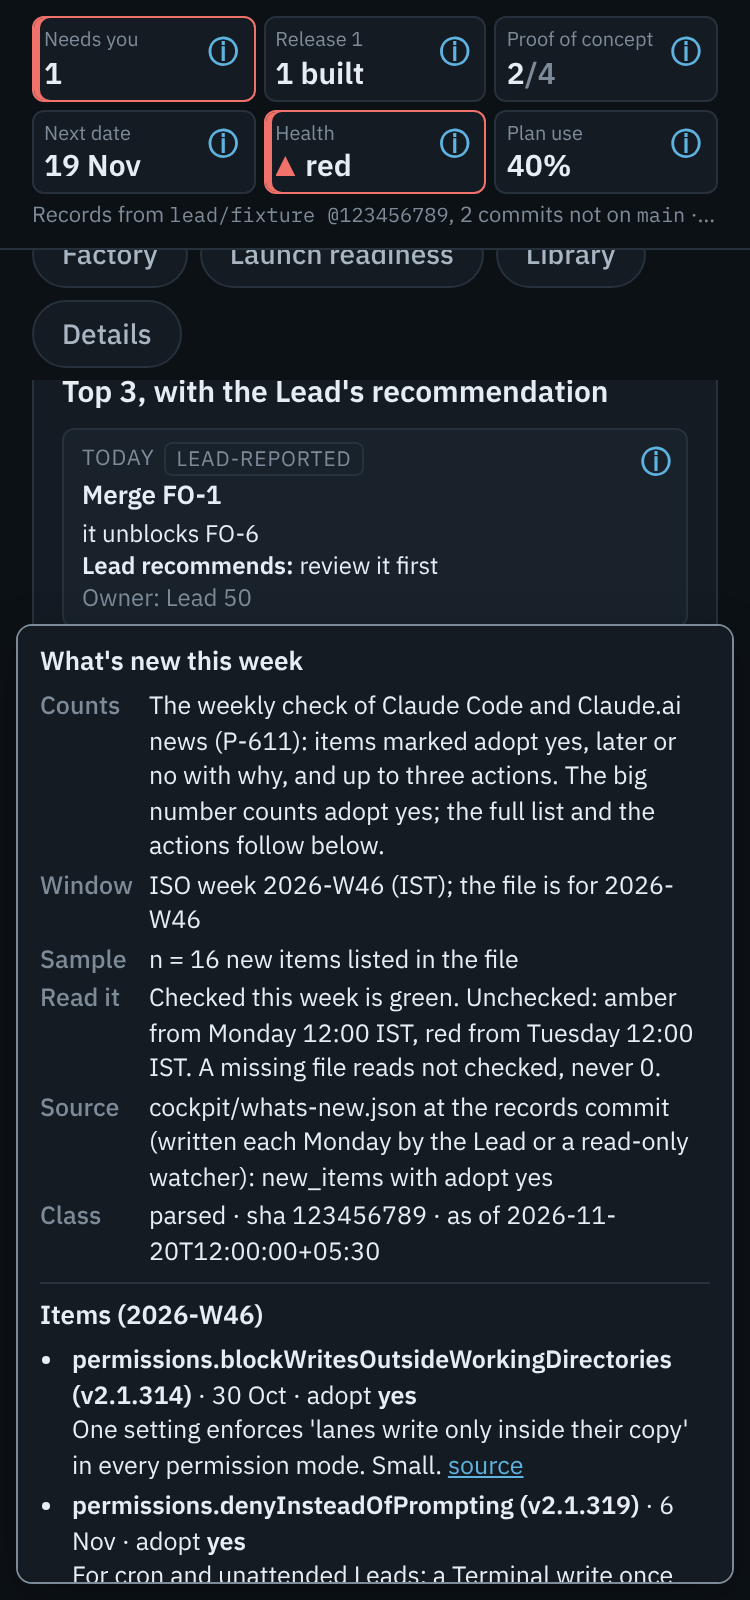 Needs you
1
Release 1
1 built
Proof of concept
2/4
Next date
19 Nov
Health
▲ red
Plan use
40%
Records from lead/fixture @123456789, 2 commits not on main ·…
Factory
Launch readiness
Library
Details
Top 3, with the Lead's recommendation
TODAY LEAD-REPORTED
Merge FO-1
it unblocks FO-6
Lead recommends: review it first
Owner: Lead 50
What's new this week
Counts The weekly check of Claude Code and Claude.ai
news (P-611): items marked adopt yes, later or
no with why, and up to three actions. The big
number counts adopt yes; the full list and the
actions follow below.
Window ISO week 2026-W46 (IST); the file is for 2026-
W46
Sample n = 16 new items listed in the file
Read it Checked this week is green. Unchecked: amber
from Monday 12:00 IST, red from Tuesday 12:00
IST. A missing file reads not checked, never 0.
Source cockpit/whats-new.json at the records commit
(written each Monday by the Lead or a read-only
watcher): new_items with adopt yes
Class parsed · sha 123456789 · as of 2026-11-
20T12:00:00+05:30
Items (2026-W46)
• permissions.blockWritesOutsideWorkingDirectories
(v2.1.314) · 30 Oct · adopt yes
One setting enforces 'lanes write only inside their copy'
in every permission mode. Small. source
• permissions.denyInsteadOfPrompting (v2.1.319) · 6
Nov · adopt yes
For cron and unattended Leads: a Terminal write once